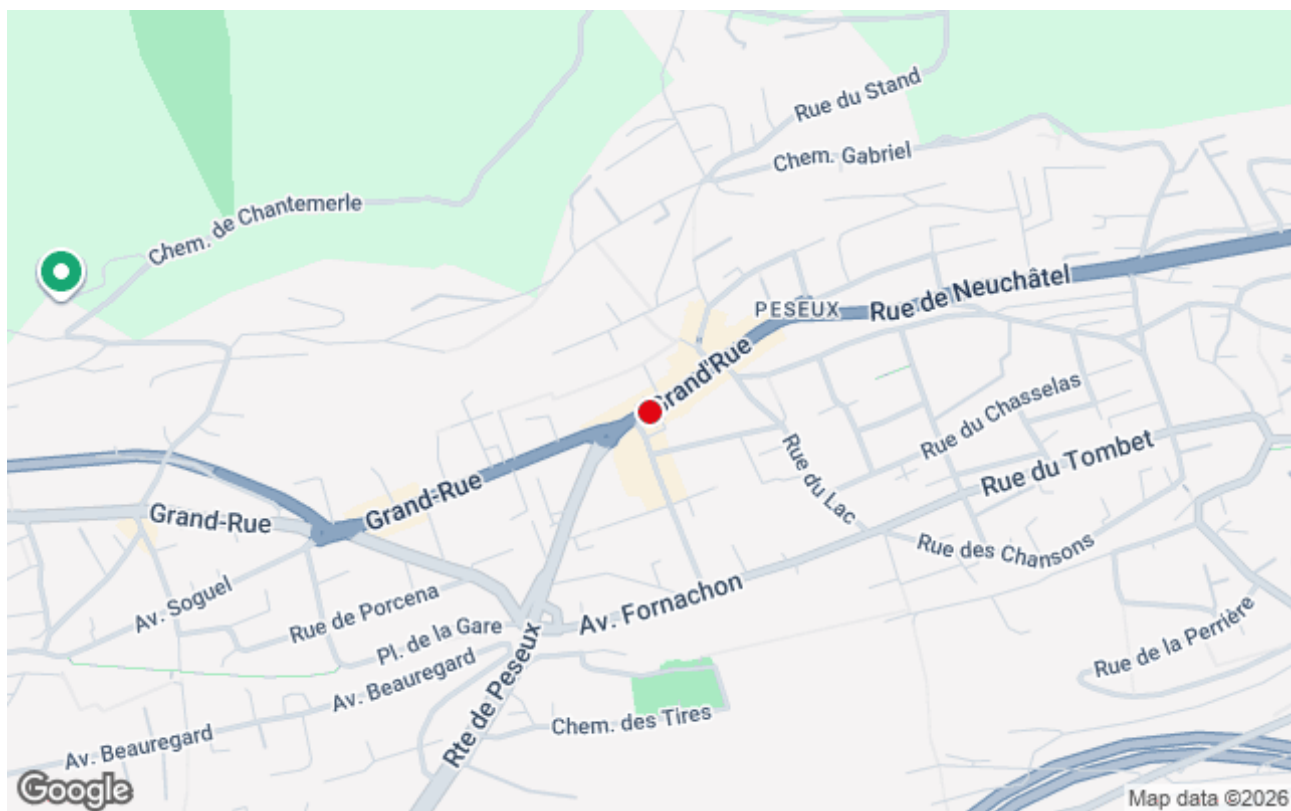 Rue du Stand
Chem. Gabriel
Chem. de Chantemerle
PESEUX
Rue de Neuchâtel
Grand'Rue
Rue du Chasselas
Rue du Tombet
Rue du Lac
Grand-Rue
Grand-Rue
Rue des Chansons
Av. Soguel
Rue de Porcena
Av. Fornachon
Pl. de la Gare
Rue de la Perrière
Av. Beauregard
Rte de Peseux
Chem. des Tires
Av. Beauregard
Google
Map data ©2026